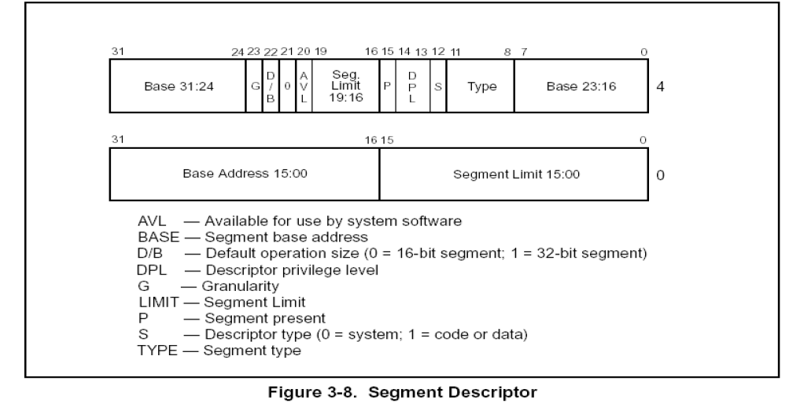 31 24 23 22 21 20 19 16 15 14 13 12 11 8 7 0
Base 31:24 G D/B 0 AVL Seg. Limit 19:16 P DPL S Type Base 23:16 4
31 16 15 0
Base Address 15:00 Segment Limit 15:00 0
AVL — Available for use by system software
BASE — Segment base address
D/B — Default operation size (0 = 16-bit segment; 1 = 32-bit segment)
DPL — Descriptor privilege level
G — Granularity
LIMIT — Segment Limit
P — Segment present
S — Descriptor type (0 = system; 1 = code or data)
TYPE — Segment type
Figure 3-8. Segment Descriptor